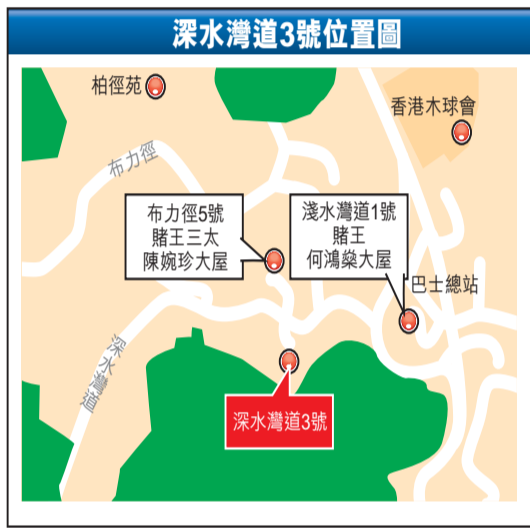 深水灣道3號位置圖
柏徑苑
香港木球會
布力徑
布力徑5號
賭王三太
陳婉珍大屋
淺水灣道1號
賭王
何鴻燊大屋
巴士總站
深水灣道
深水灣道3號